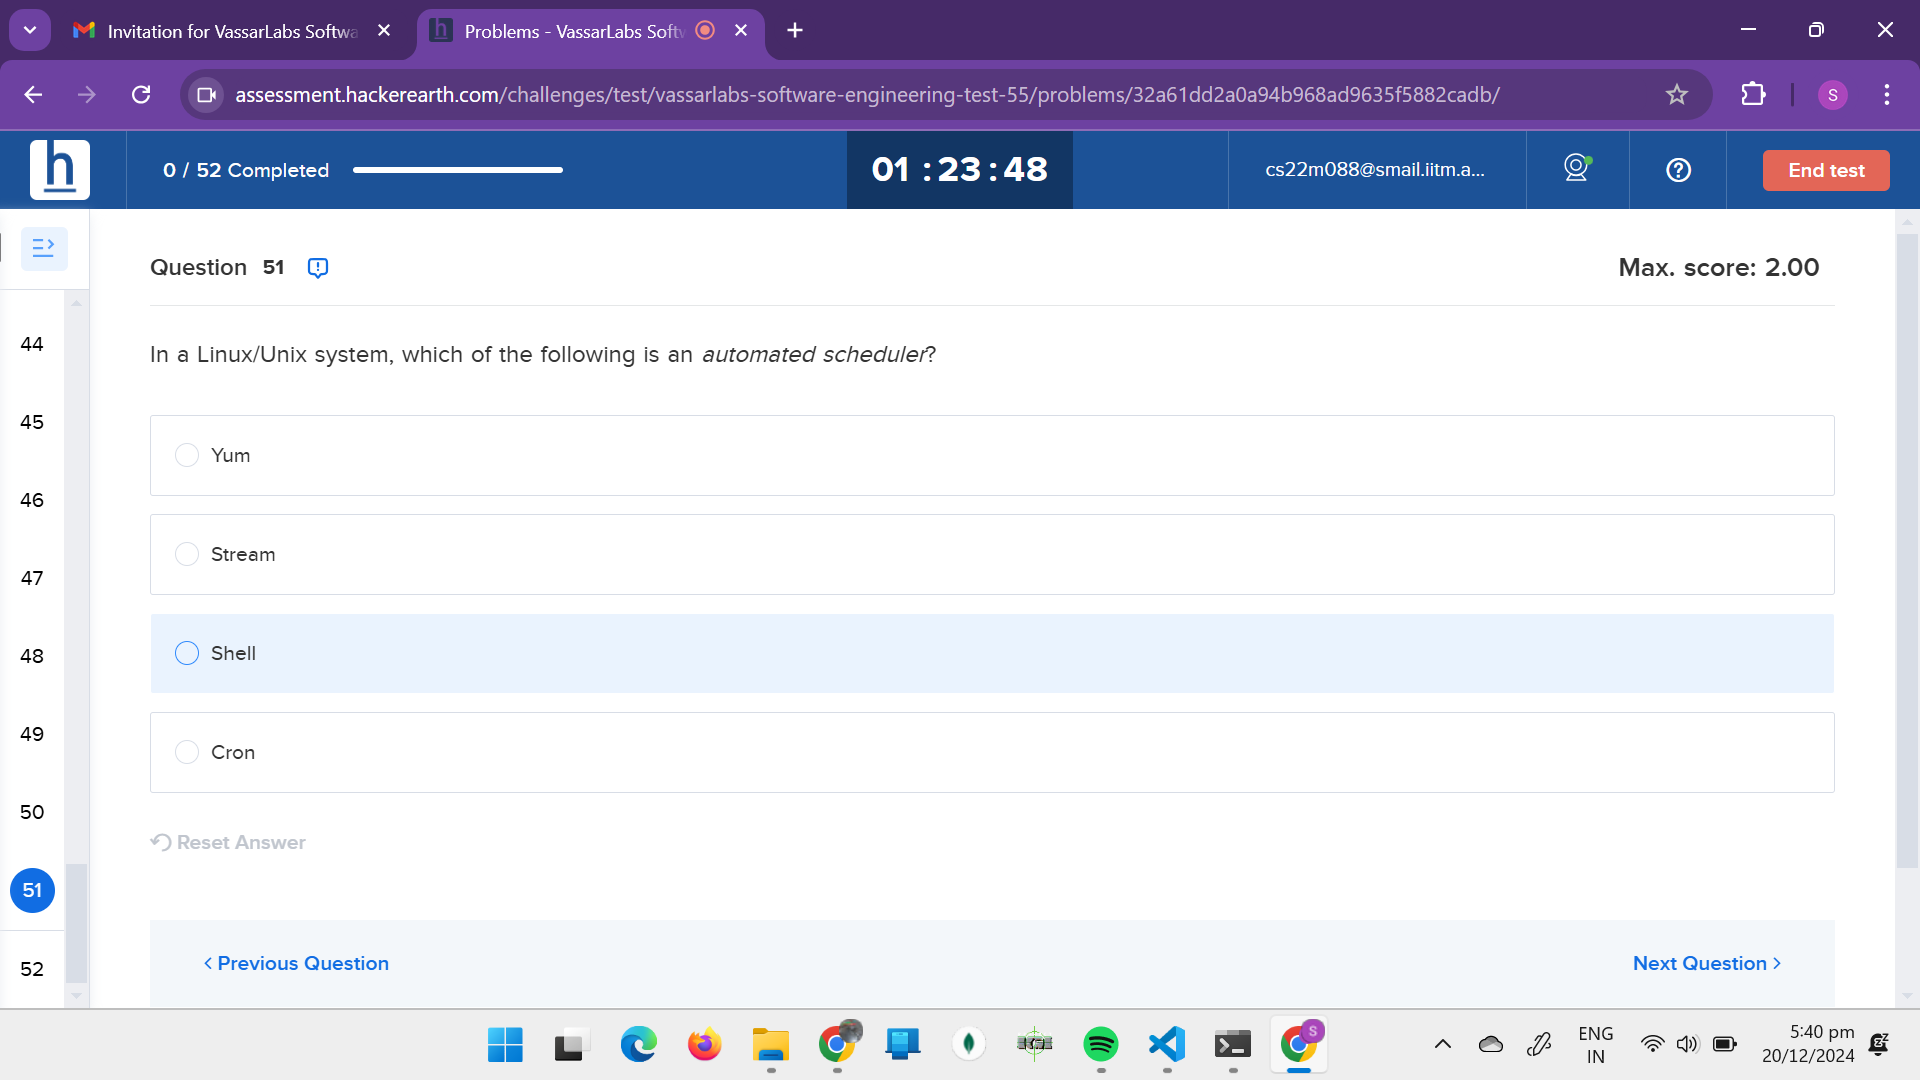 Invitation for VassarLabs Softwa
Problems - VassarLabs Softw
assessment.hackerearth.com/challenges/test/vassarlabs-software-engineering-test-55/problems/32a61dd2a0a94b968ad9635f5882cadb/
S
h
0 / 52 Completed
01 : 23 : 48
cs22m088@smail.iitm.a...
End test
Question 51
Max. score: 2.00
In a Linux/Unix system, which of the following is an automated scheduler?
Yum
Stream
Shell
Cron
Reset Answer
44
45
46
47
48
49
50
51
52
< Previous Question
Next Question >
S
ENG
IN
5:40 pm
20/12/2024